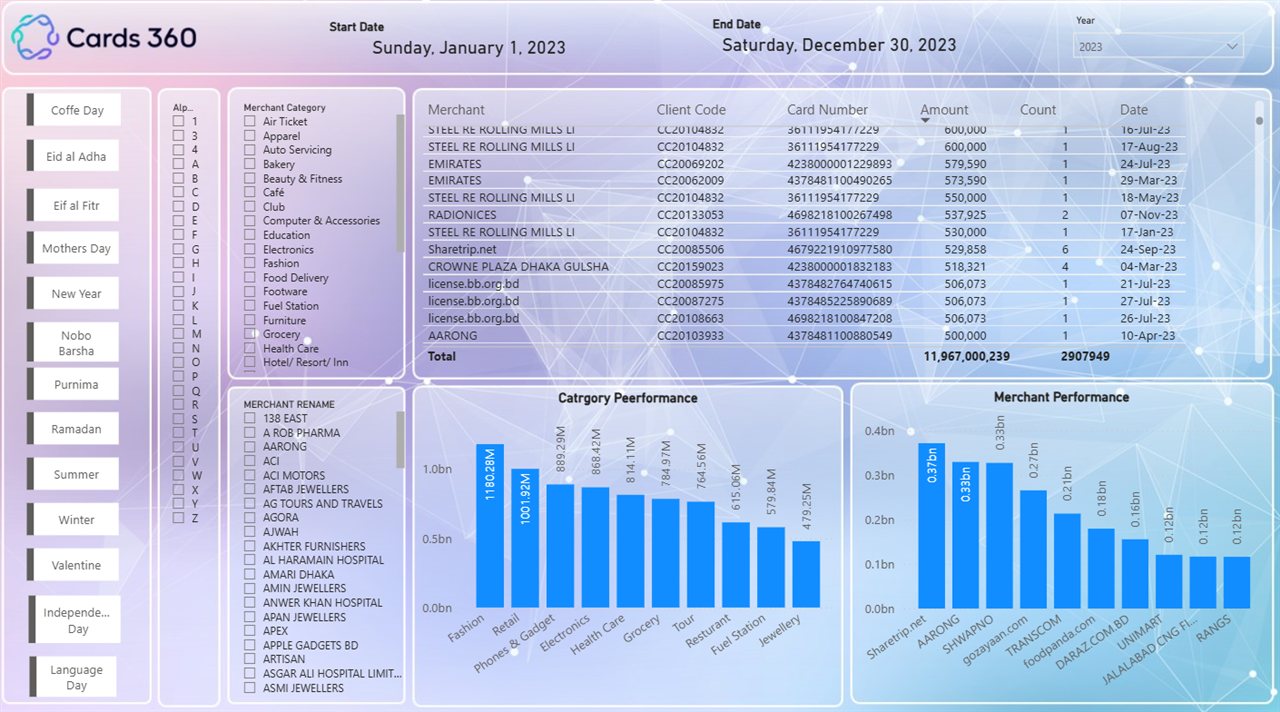 Cards 360
Start Date
Sunday, January 1, 2023
End Date
Saturday, December 30, 2023
Year
2023
Coffe Day
Eid al Adha
Eif al Fitr
Mothers Day
New Year
Nobo
Barsha
Purnima
Ramadan
Summer
Winter
Valentine
Independe...
Day
Language
Day
Alp...
1
3
4
A
B
C
D
E
F
G
H
I
J
K
L
M
N
O
P
Q
R
S
T
U
V
W
X
Y
Z
Merchant Category
Air Ticket
Apparel
Auto Servicing
Bakery
Beauty & Fitness
Café
Club
Computer & Accessories
Education
Electronics
Fashion
Food Delivery
Footware
Fuel Station
Furniture
Grocery
Health Care
Hotel/ Resort/ Inn
MERCHANT RENAME
138 EAST
A ROB PHARMA
AARONG
ACI
ACI MOTORS
AFTAB JEWELLERS
AG TOURS AND TRAVELS
AGORA
AJWAH
AKHTER FURNISHERS
AL HARAMAIN HOSPITAL
AMARI DHAKA
AMIN JEWELLERS
ANWER KHAN HOSPITAL
APAN JEWELLERS
APEX
APPLE GADGETS BD
ARTISAN
ASGAR ALI HOSPITAL LIMIT...
ASMI JEWELLERS
Merchant Client Code Card Number Amount Count Date
STEEL RE ROLLING MILLS LI CC20104832 36111954177229 600,000 1 16-Jul-23
STEEL RE ROLLING MILLS LI CC20104832 36111954177229 600,000 1 17-Aug-23
EMIRATES CC20069202 4238000001229893 579,590 1 24-Jul-23
EMIRATES CC20062009 4378481100490265 573,590 1 29-Mar-23
STEEL RE ROLLING MILLS LI CC20104832 36111954177229 550,000 1 18-May-23
RADIONICES CC20133053 4698218100267498 537,925 2 07-Nov-23
STEEL RE ROLLING MILLS LI CC20104832 36111954177229 530,000 1 17-Jan-23
Sharetrip.net CC20085506 4679221910977580 529,858 6 24-Sep-23
CROWNE PLAZA DHAKA GULSHA CC20159023 4238000001832183 518,321 4 04-Mar-23
license.bb.org.bd CC20085975 4378482764740615 506,073 1 21-Jul-23
license.bb.org.bd CC20087275 4378485225890689 506,073 1 27-Jul-23
license.bb.org.bd CC20108663 4698218100847208 506,073 1 26-Jul-23
AARONG CC20103933 4378481100880549 500,000 1 10-Apr-23
Total 11,967,000,239 2907949
Catrgory Peerformance
1.0bn
0.5bn
0.0bn
1180.28M
1001.92M
889.29M
868.42M
814.11M
784.97M
764.56M
615.06M
579.84M
479.25M
Fashion
Retail
Phones & Gadget
Electronics
Health Care
Grocery
Tour
Resturant
Fuel Station
Jewellery
Merchant Performance
0.4bn
0.3bn
0.2bn
0.1bn
0.0bn
0.37bn
0.33bn
0.33bn
0.27bn
0.21bn
0.18bn
0.16bn
0.12bn
0.12bn
0.12bn
Sharetrip.net
AARONG
SHWAPNO
gozayaan.com
TRANSCOM
foodpanda.com
DARAZ.COM.BD
UNIMART
JALALABAD CNG FI...
RANGS